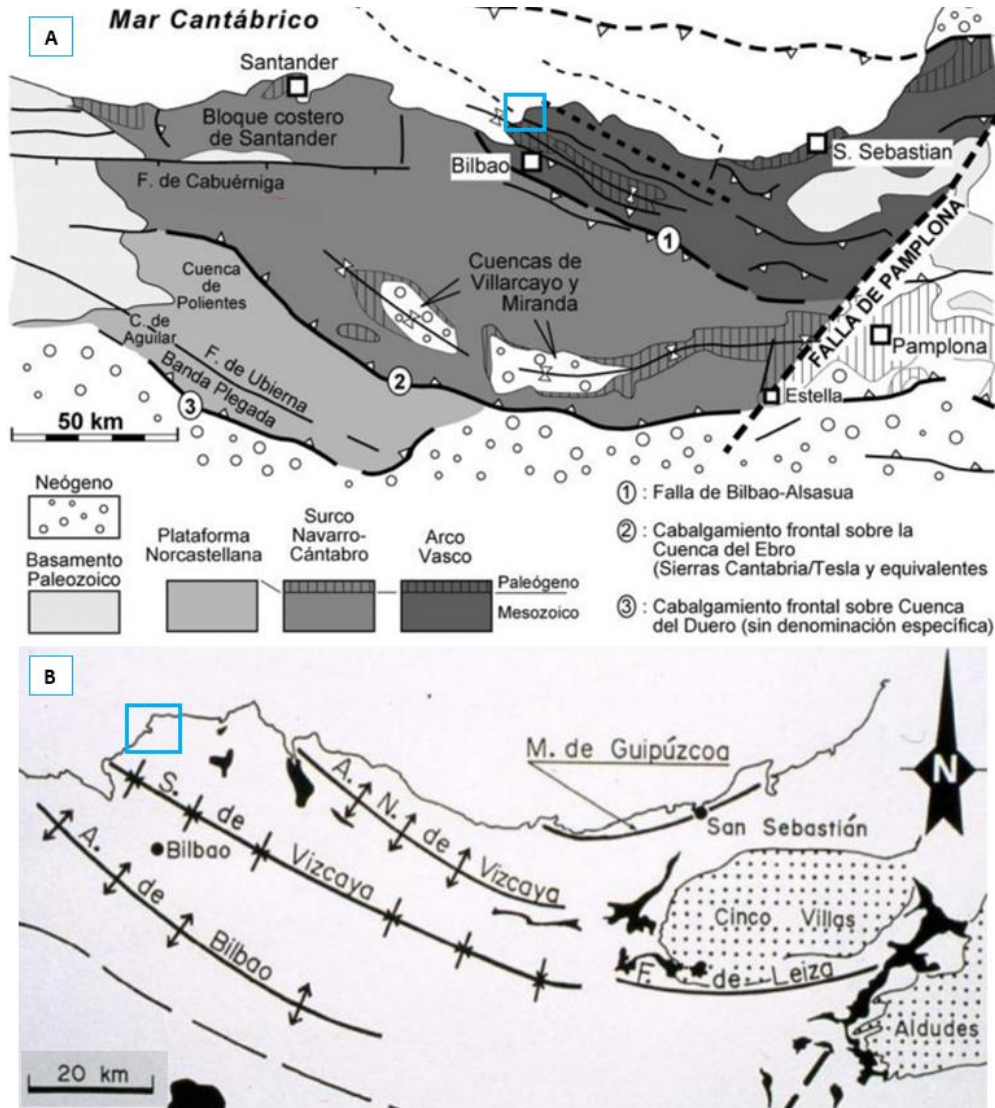 A
Mar Cantábrico
Santander
Bloque costero
de Santander
F. de Cabuérniga
Bilbao
S. Sebastian
1
FALLA DE PAMPLONA
Cuencas de
Villarcayo y
Miranda
Cuenca
de
Polientes
C. de
Aguilar
F. de Ubierna
Banda Plegada
2
3
Pamplona
Estella
50 km
Neógeno
Basamento
Paleozoico
Plataforma
Norcastellana
Surco
Navarro-
Cántabro
Arco
Vasco
Paleógeno
Mesozoico
1 : Falla de Bilbao-Alsasua
2 : Cabalgamiento frontal sobre la
Cuenca del Ebro
(Sierras Cantabria/Tesla y equivalentes
3 : Cabalgamiento frontal sobre Cuenca
del Duero (sin denominación específica)
B
M. de Guipúzcoa
N
San Sebastián
A. N. de Vizcaya
S. de Vizcaya
Bilbao
A. de Bilbao
Cinco Villas
F. de Leiza
Aldudes
20 km